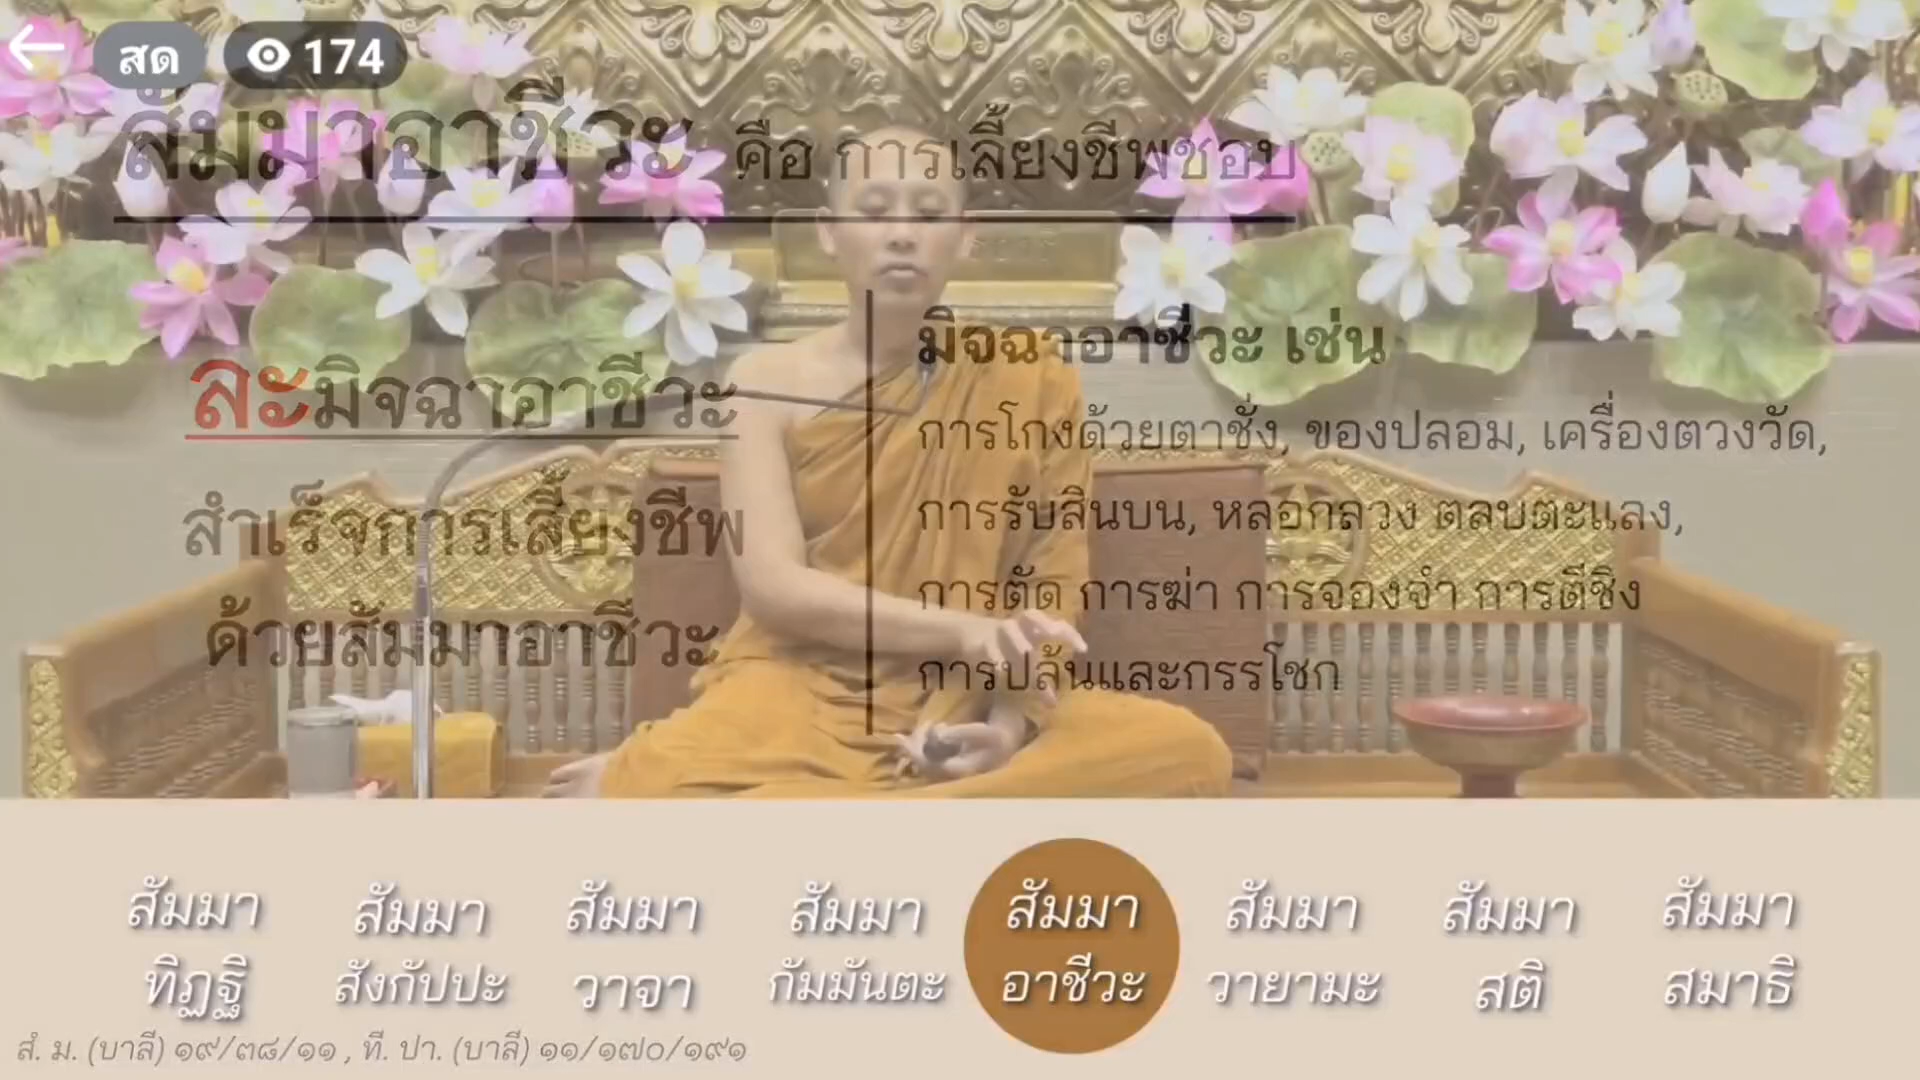 สด
174
สัมมาอาชีวะ คือ การเลี้ยงชีพชอบ
ละมิจฉาอาชีวะ
สำเร็จการเลี้ยงชีพ
ด้วยสัมมาอาชีวะ
มิจฉาอาชีวะ เช่น
การโกงด้วยตาชั่ง, ของปลอม, เครื่องตวงวัด,
การรับสินบน, หลอกลวง ตลบตะแลง,
การตัด การฆ่า การจองจำ การตีชิง
การปล้นและกรรโชก
สัมมา
ทิฏฐิ
สัมมา
สังกัปปะ
สัมมา
วาจา
สัมมา
กัมมันตะ
สัมมา
อาชีวะ
สัมมา
วายามะ
สัมมา
สติ
สัมมา
สมาธิ
สํ. ม. (บาลี) ๑๙/๓๘/๑๑ , ที. ปา. (บาลี) ๑๑/๑๗๐/๑๙๑